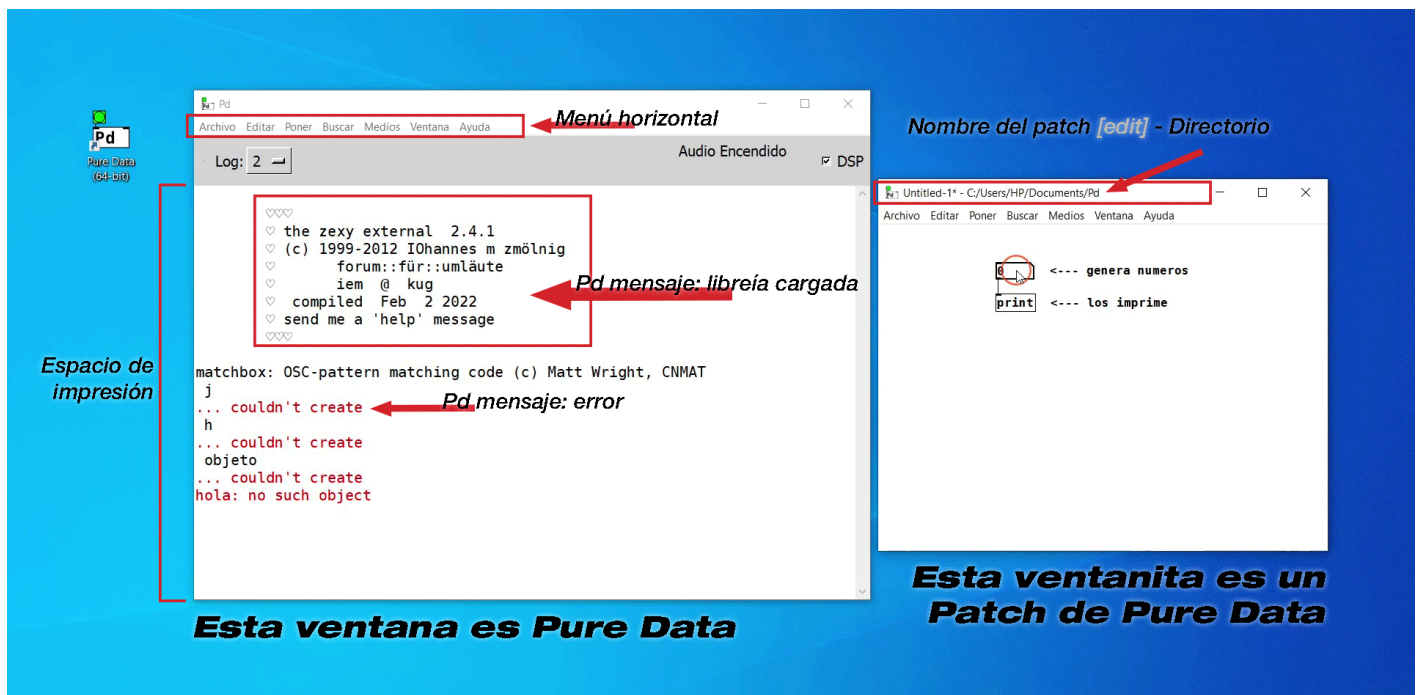 Pd
Pure Data
(64-bit)
Pd
Archivo Editar Poner Buscar Medios Ventana Ayuda
Menú horizontal
Log: 2
Audio Encendido
DSP
♡♡♡
♡ the zexy external 2.4.1
♡ (c) 1999-2012 IOhannes m zmölnig
♡ forum::für::umläute
♡ iem @ kug
♡ compiled Feb 2 2022
♡ send me a 'help' message
♡♡♡
Pd mensaje: libreía cargada
Espacio de
impresión
matchbox: OSC-pattern matching code (c) Matt Wright, CNMAT
j
... couldn't create
Pd mensaje: error
h
... couldn't create
objeto
... couldn't create
hola: no such object
Esta ventana es Pure Data
Nombre del patch [edit] - Directorio
Untitled-1* - C:/Users/HP/Documents/Pd
Archivo Editar Poner Buscar Medios Ventana Ayuda
0 <--- genera numeros
print <--- los imprime
Esta ventanita es un
Patch de Pure Data